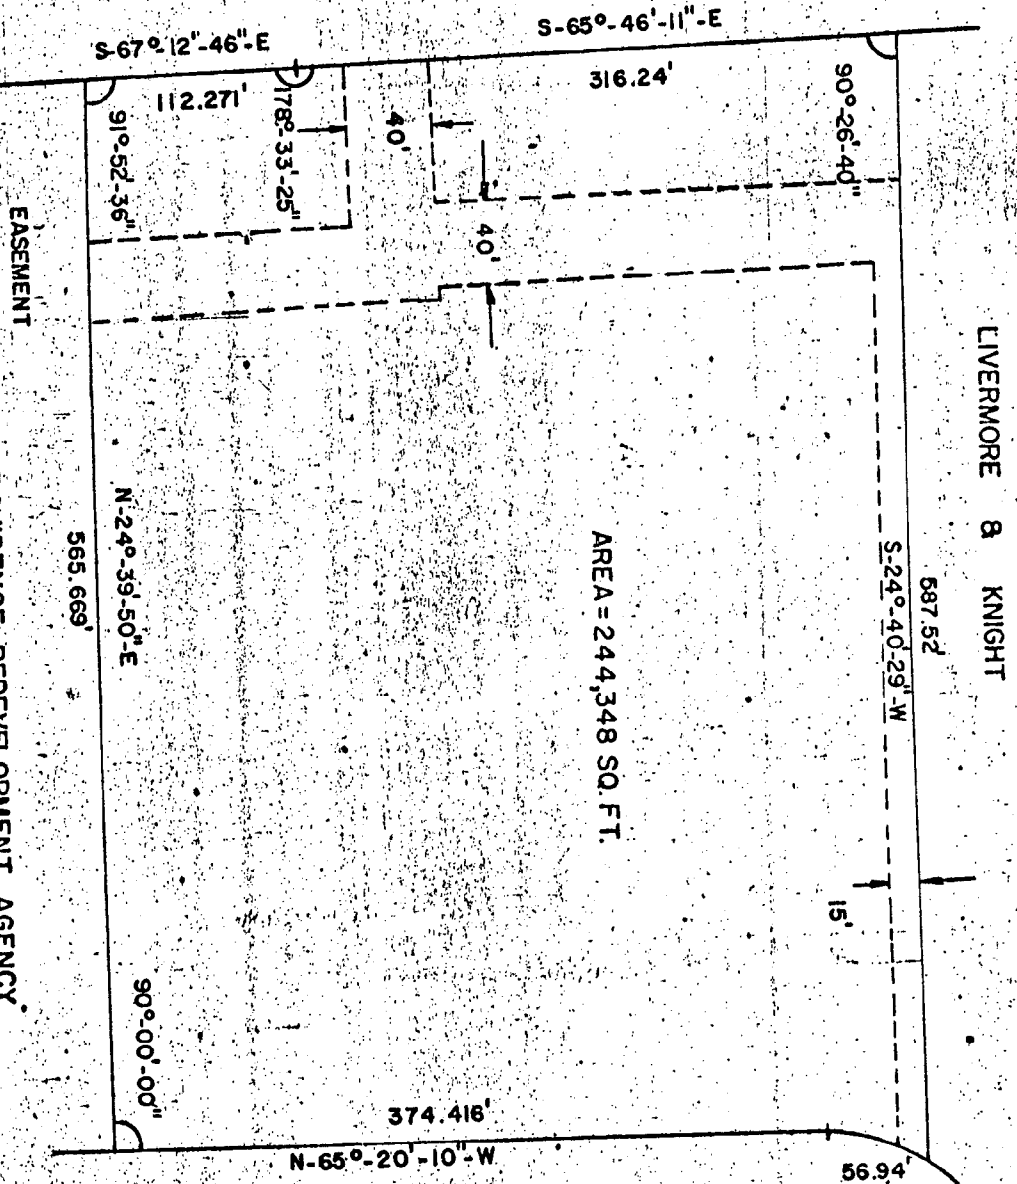 S-67°-12"-46"-E
S-65°-46'-11"-E
112.271'
316.24'
91°-52'-36"
178°-33'-25"
40'
40'
90°-26'-40"
EASEMENT
LIVERMORE & KNIGHT
587.52'
S-24°-40'-29"-W
AREA = 244,348 SQ. FT.
N-24°-39'-50"-E
565.669'
REDEVELOPMENT AGENCY
15'
90°-00'-00"
374.416'
N-65°-20'-10"-W
56.94'